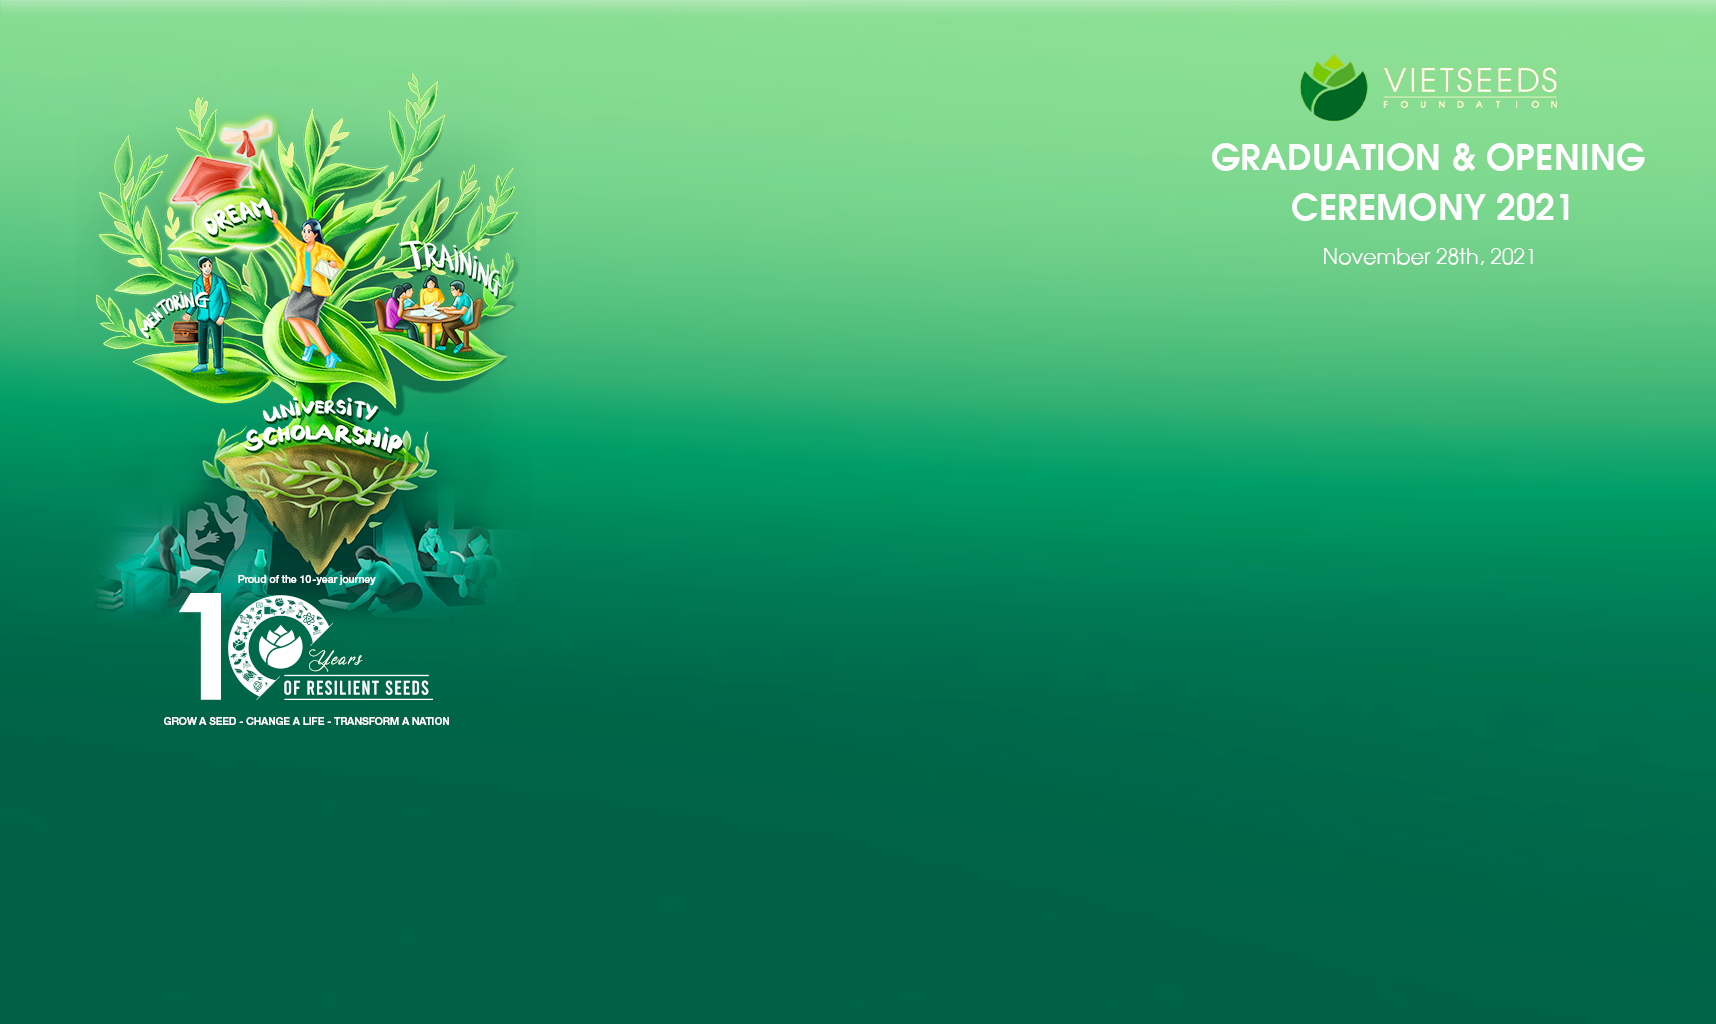 VIETSEEDS
FOUNDATION
GRADUATION & OPENING
CEREMONY 2021
November 28th, 2021
DREAM
TRAINING
MENTORING
UNIVERSITY
SCHOLARSHIP
Proud of the 10-year journey
10
Years
OF RESILIENT SEEDS
GROW A SEED - CHANGE A LIFE - TRANSFORM A NATION